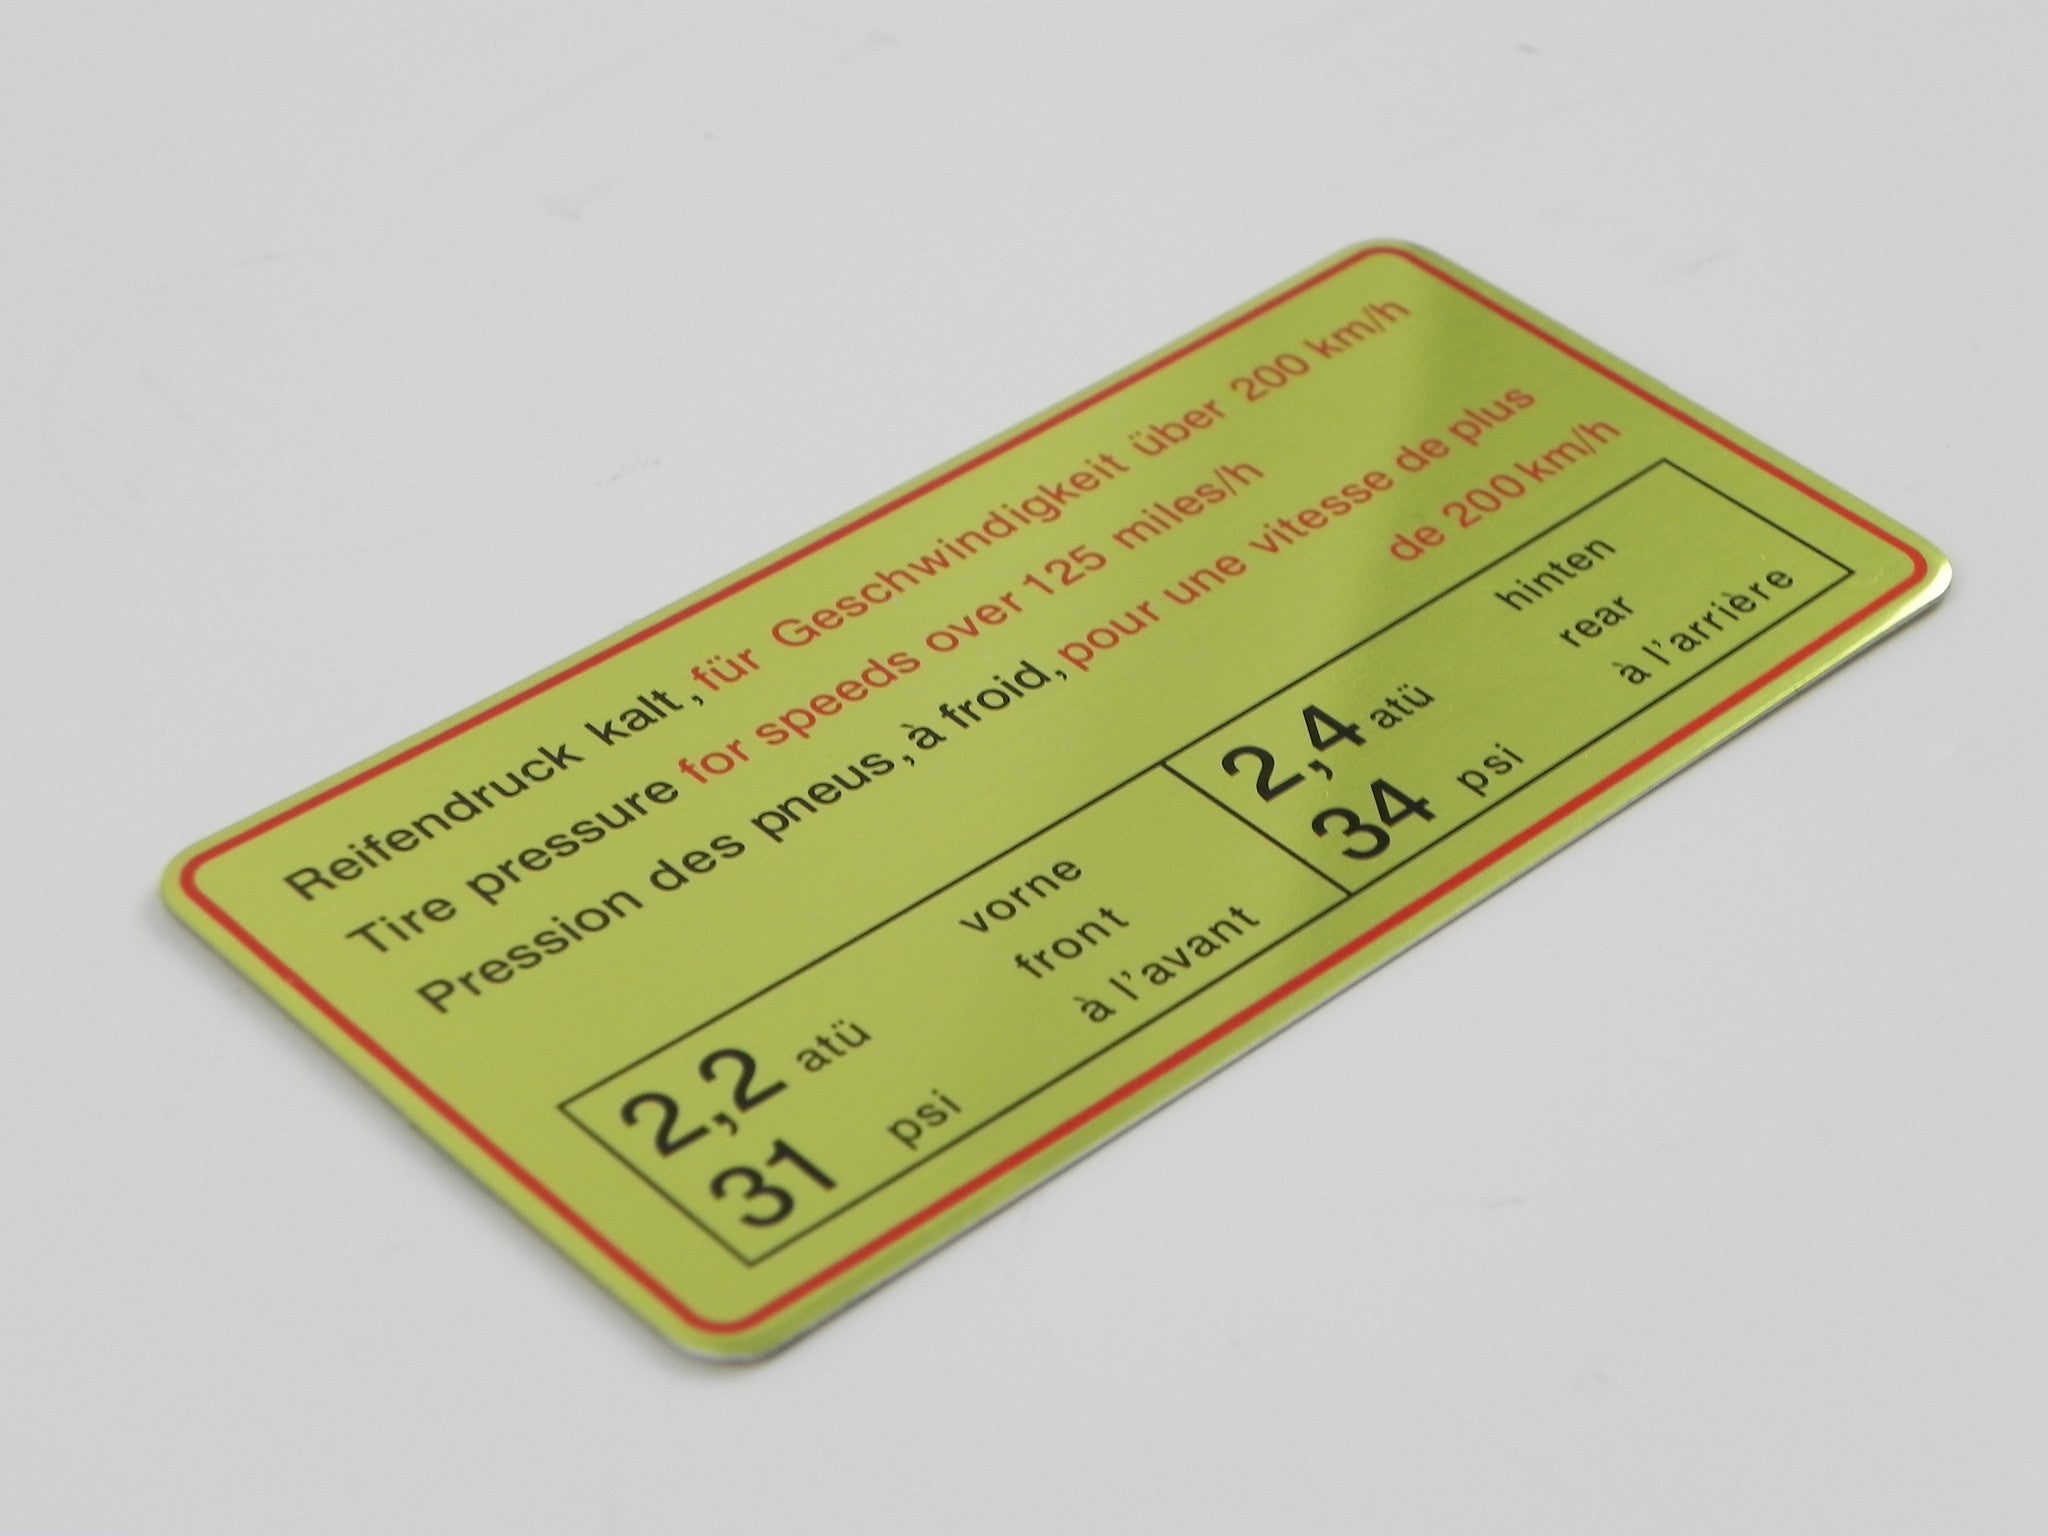 Reifendruck kalt, für Geschwindigkeit über 200 km/h
Tire pressure for speeds over 125 miles/h
Pression des pneus, à froid, pour une vitesse de plus
de 200 km/h
2,2 atü vorne
31 psi front
à l'avant
2,4 atü hinten
34 psi rear
à l'arrière